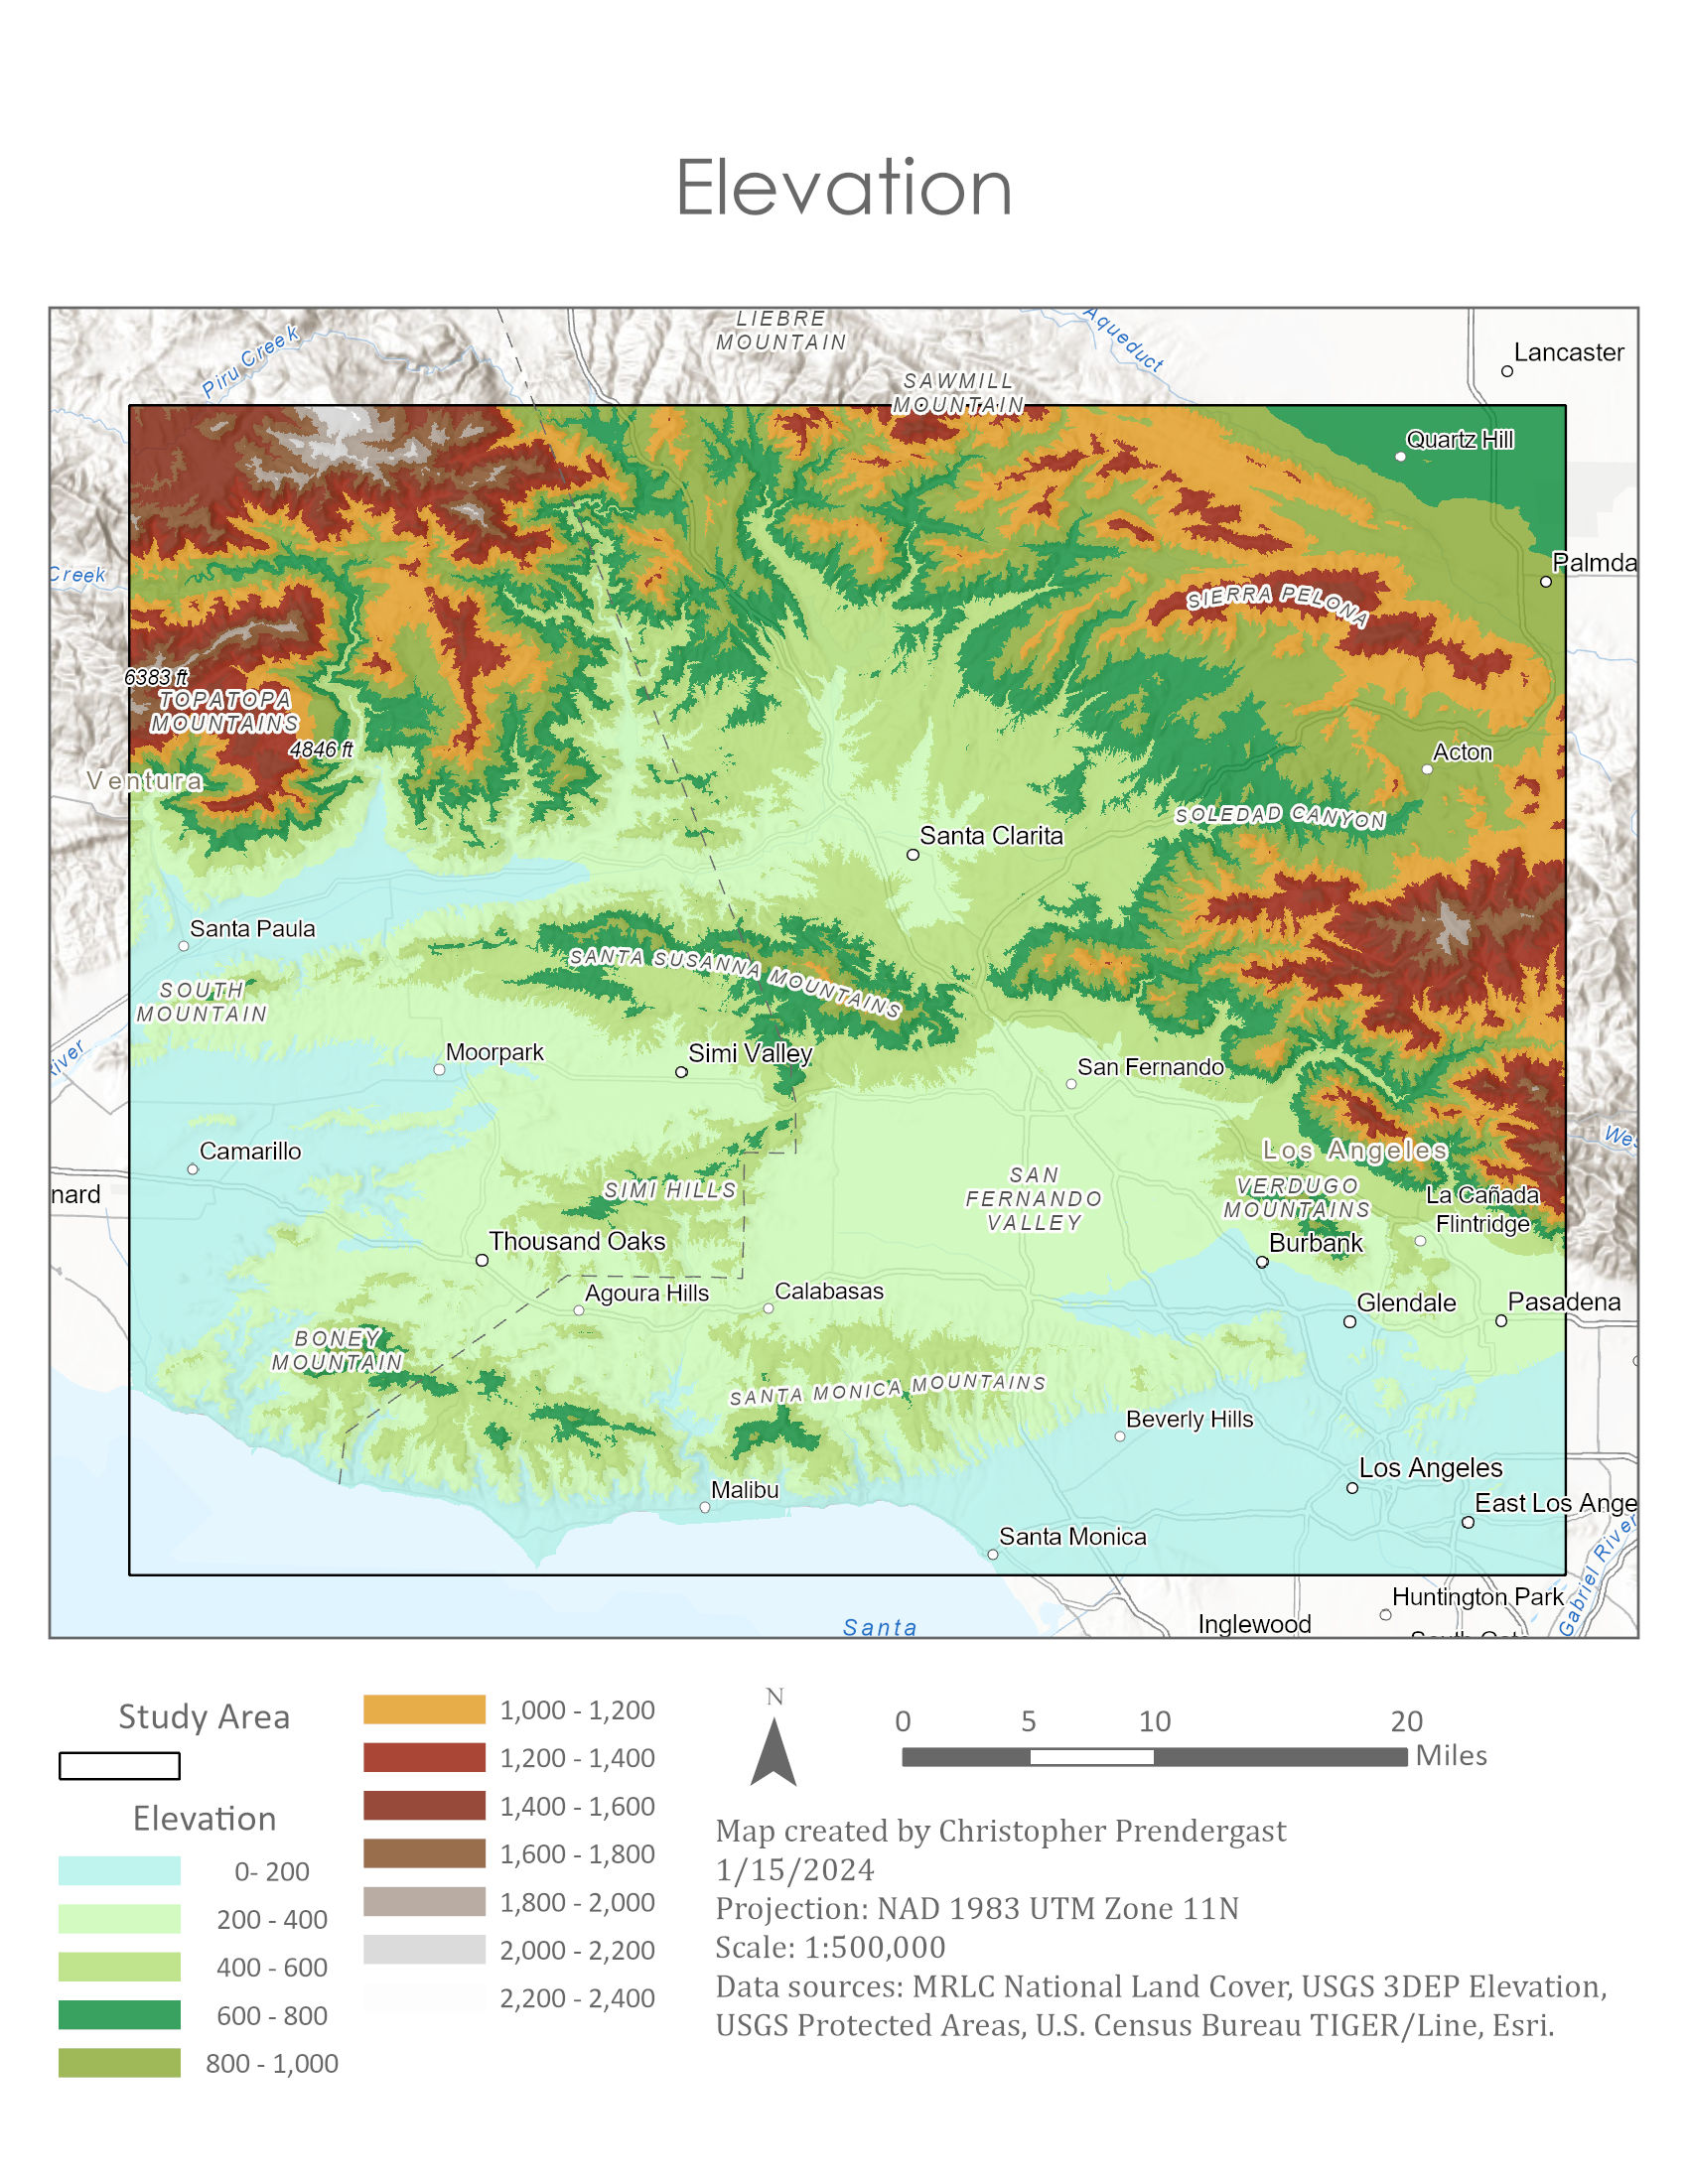 Elevation
LIEBRE
MOUNTAIN
Piru Creek
Aqueduct
Lancaster
SAWMILL
MOUNTAIN
Quartz Hill
Creek
Palmda
SIERRA PELONA
6383 ft
TOPATOPA
MOUNTAINS
4846 ft
Ventura
Acton
SOLEDAD CANYON
Santa Clarita
Santa Paula
SANTA SUSANNA MOUNTAINS
SOUTH
MOUNTAIN
River
Moorpark
Simi Valley
San Fernando
Camarillo
Los Angeles
Wes
nard
SIMI HILLS
SAN
FERNANDO
VALLEY
VERDUGO
MOUNTAINS
La Cañada
Flintridge
Thousand Oaks
Burbank
Agoura Hills
Calabasas
Glendale
Pasadena
BONEY
MOUNTAIN
SANTA MONICA MOUNTAINS
Beverly Hills
Los Angeles
Malibu
East Los Ange
Santa Monica
Gabriel River
Huntington Park
Santa
Inglewood
Study Area
Elevation
0- 200
200 - 400
400 - 600
600 - 800
800 - 1,000
1,000 - 1,200
1,200 - 1,400
1,400 - 1,600
1,600 - 1,800
1,800 - 2,000
2,000 - 2,200
2,200 - 2,400
N
0 5 10 20
Miles
Map created by Christopher Prendergast
1/15/2024
Projection: NAD 1983 UTM Zone 11N
Scale: 1:500,000
Data sources: MRLC National Land Cover, USGS 3DEP Elevation,
USGS Protected Areas, U.S. Census Bureau TIGER/Line, Esri.